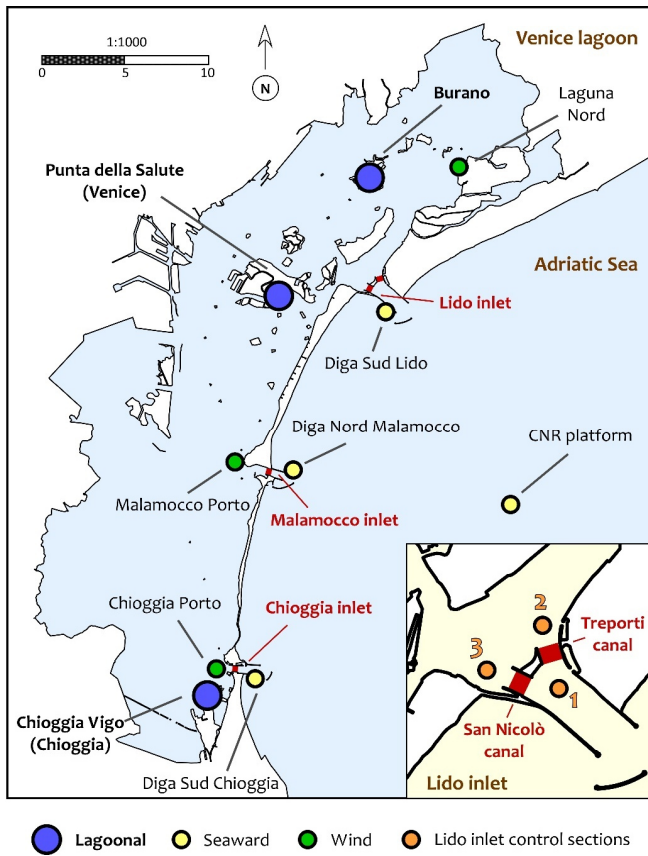 1:1000
0 5 10
N
Venice lagoon
Burano
Laguna
Nord
Punta della Salute
(Venice)
Adriatic Sea
Lido inlet
Diga Sud Lido
Diga Nord Malamocco
CNR platform
Malamocco Porto
Malamocco inlet
Chioggia Porto
Chioggia inlet
Chioggia Vigo
(Chioggia)
Diga Sud Chioggia
2
Treporti
canal
3
1
San Nicolò
canal
Lido inlet
Lagoonal
Seaward
Wind
Lido inlet control sections